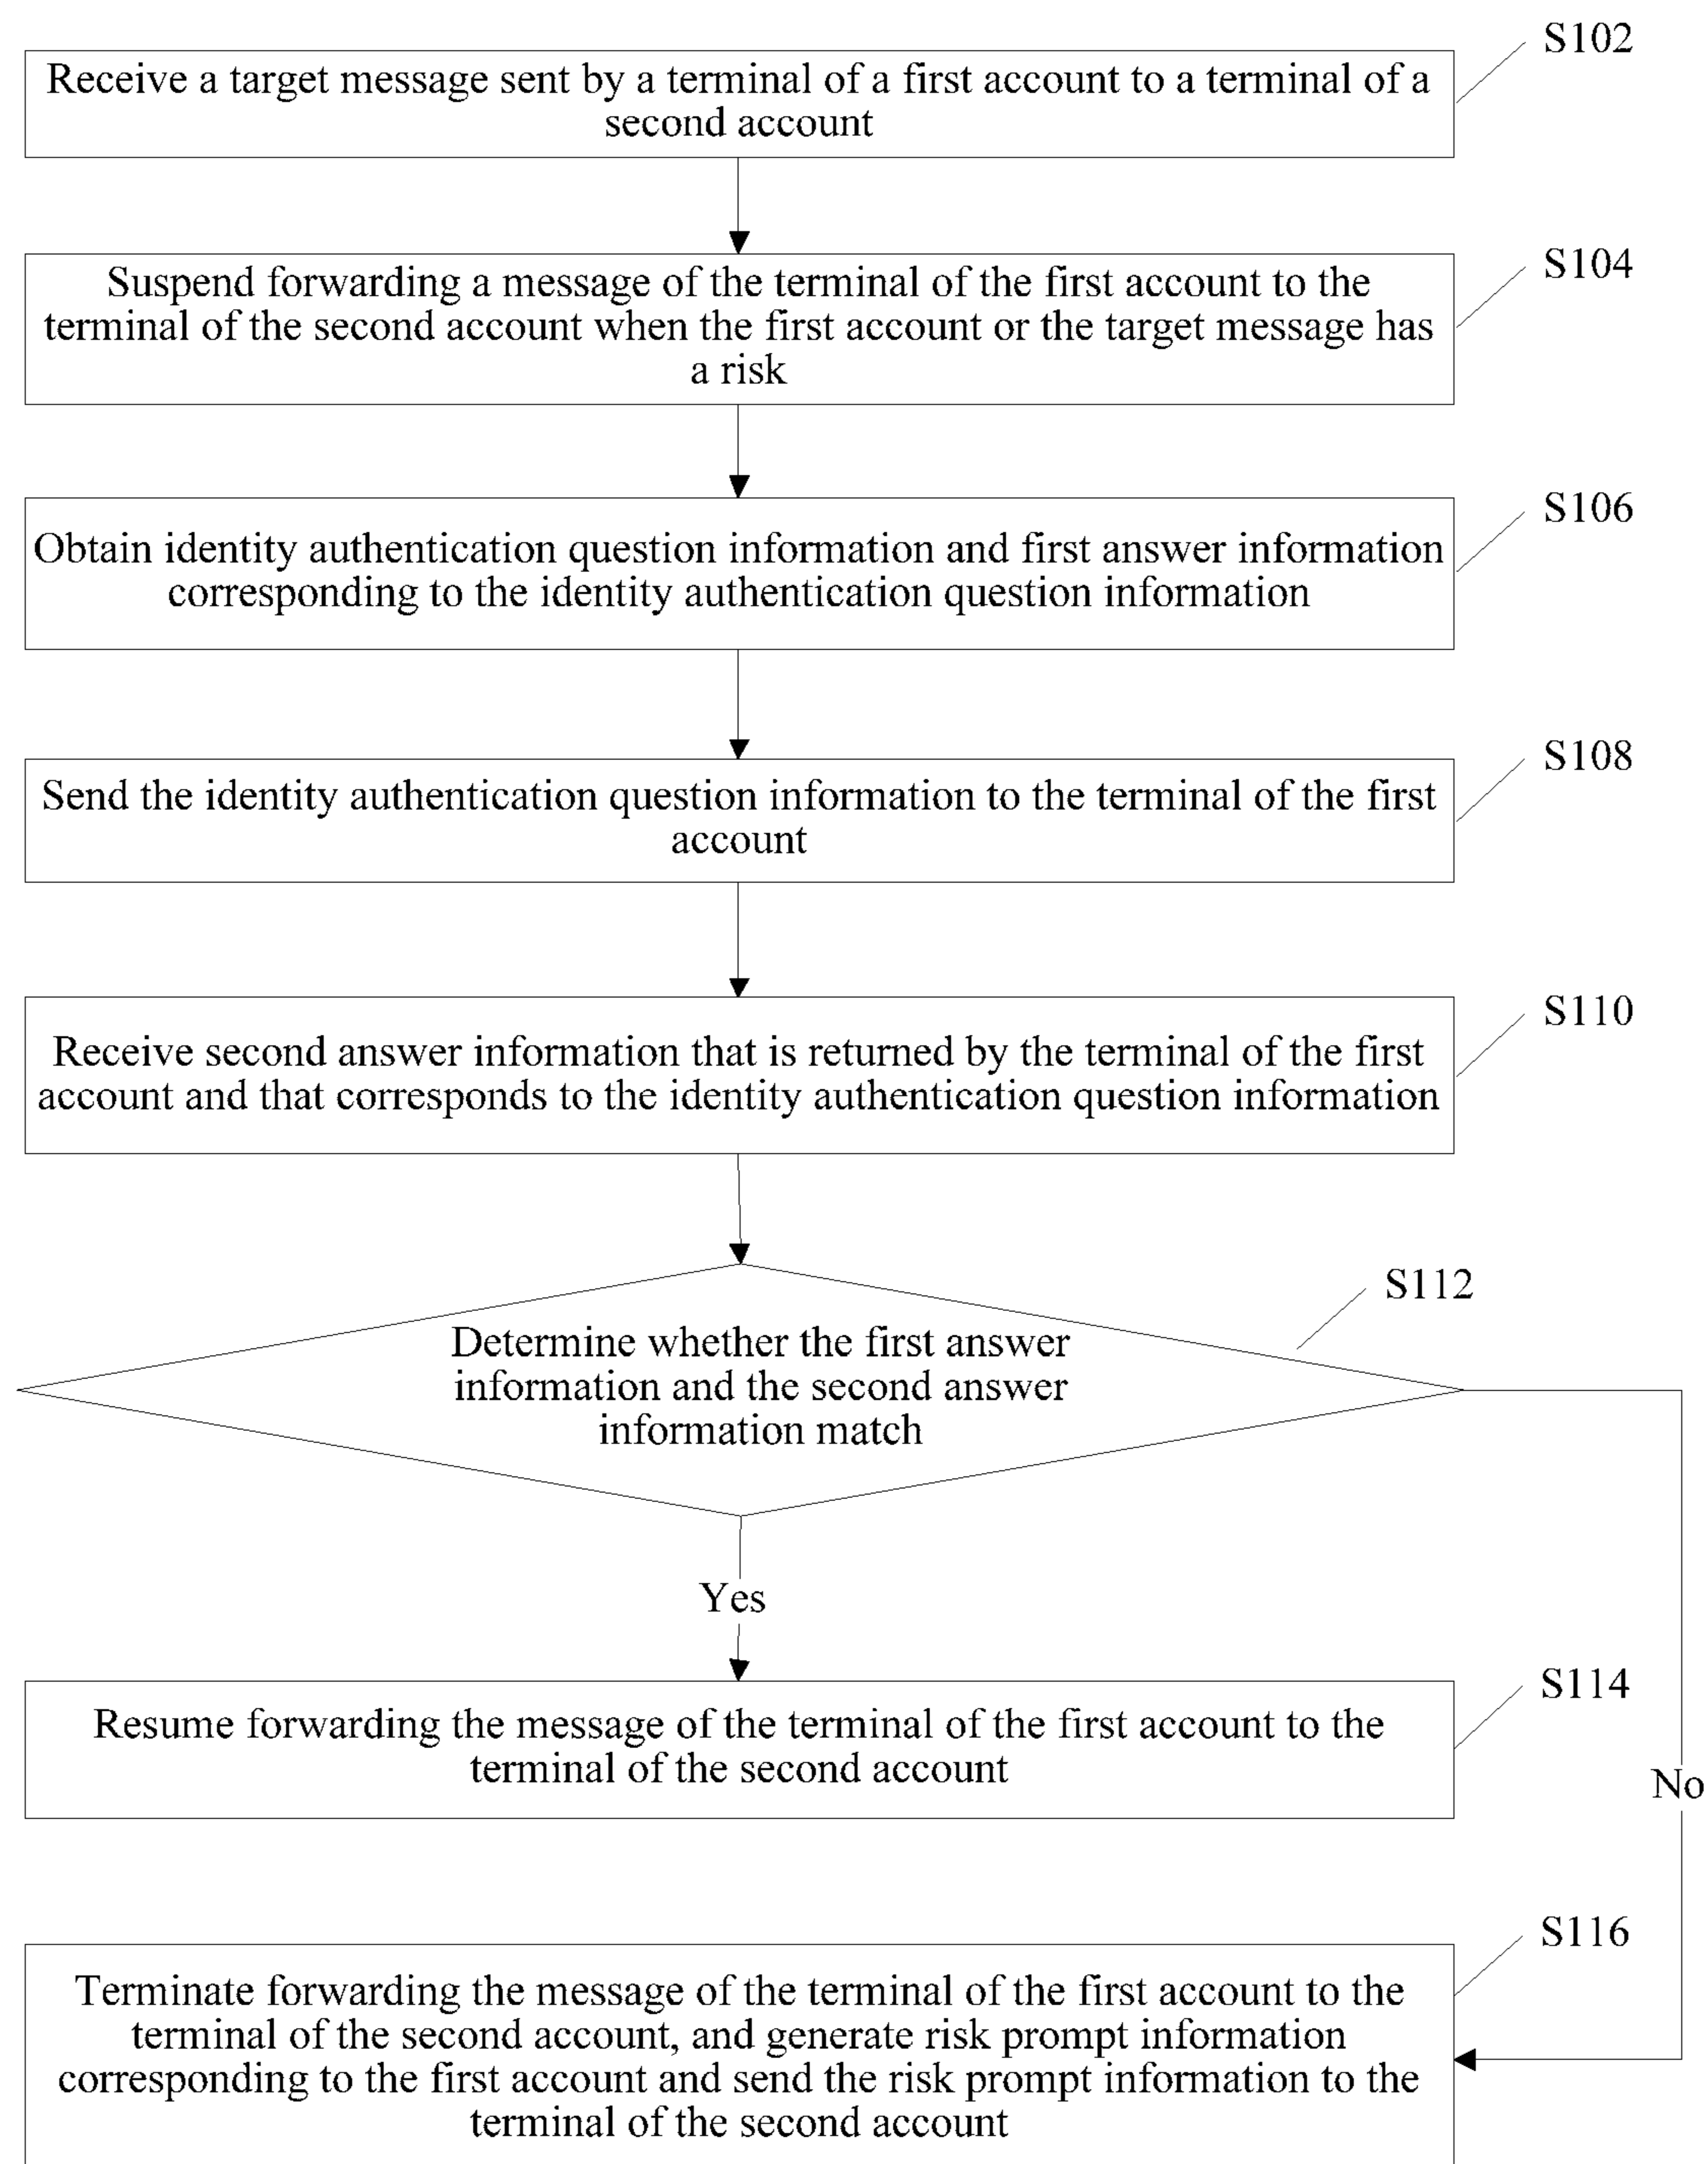 S102
Receive a target message sent by a terminal of a first account to a terminal of a
second account
S104
Suspend forwarding a message of the terminal of the first account to the
terminal of the second account when the first account or the target message has
a risk
S106
Obtain identity authentication question information and first answer information
corresponding to the identity authentication question information
S108
Send the identity authentication question information to the terminal of the first
account
S110
Receive second answer information that is returned by the terminal of the first
account and that corresponds to the identity authentication question information
S112
Determine whether the first answer
information and the second answer
information match
Yes
S114
Resume forwarding the message of the terminal of the first account to the
terminal of the second account
No
S116
Terminate forwarding the message of the terminal of the first account to the
terminal of the second account, and generate risk prompt information
corresponding to the first account and send the risk prompt information to the
terminal of the second account